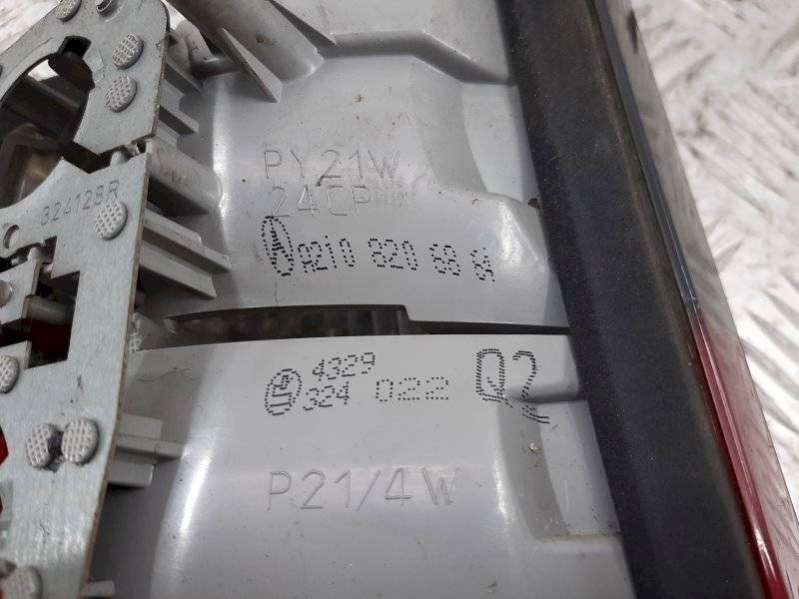 PY21W
24CP
324128R
A210 820 68 64
4329
324 022 Q2
P21/4W